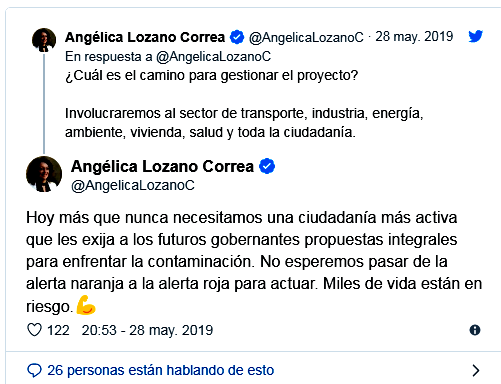 Angélica Lozano Correa @AngelicaLozanoC · 28 may. 2019
En respuesta a @AngelicaLozanoC
¿Cuál es el camino para gestionar el proyecto?
Involucraremos al sector de transporte, industria, energía,
ambiente, vivienda, salud y toda la ciudadanía.
Angélica Lozano Correa
@AngelicaLozanoC
Hoy más que nunca necesitamos una ciudadanía más activa
que les exija a los futuros gobernantes propuestas integrales
para enfrentar la contaminación. No esperemos pasar de la
alerta naranja a la alerta roja para actuar. Miles de vida están en
riesgo.💪
122 20:53 - 28 may. 2019
26 personas están hablando de esto